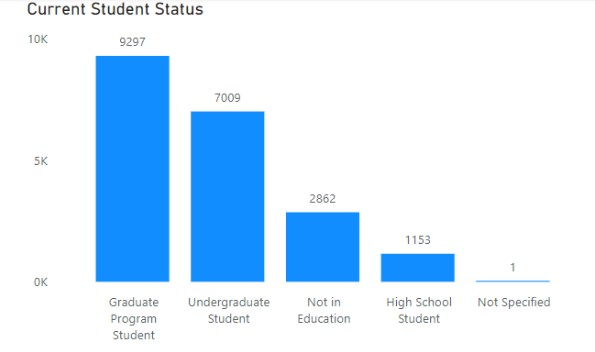 Current Student Status
10K
9297
7009
5K
2862
1153
1
0K
Graduate
Program
Student
Undergraduate
Student
Not in
Education
High School
Student
Not Specified